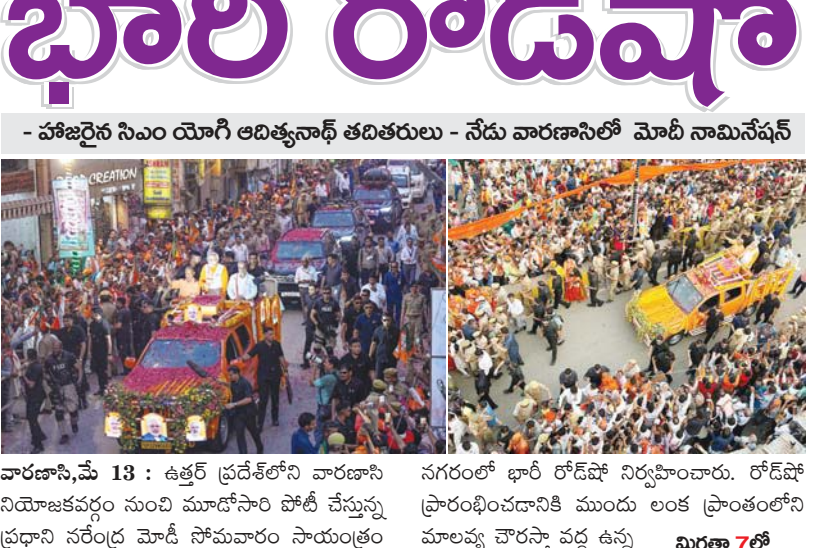 భారీ రోడ్‌షో
- హాజరైన సిఎం యోగి ఆదిత్యనాథ్ తదితరులు - నేడు వారణాసిలో మోదీ నామినేషన్
CREATION
వారణాసి,మే 13 : ఉత్తర్ ప్రదేశ్‌లోని వారణాసి
నియోజకవర్గం నుంచి మూడోసారి పోటీ చేస్తున్న
ప్రధాని నరేంద్ర మోడీ సోమవారం సాయంత్రం
నగరంలో భారీ రోడ్‌షో నిర్వహించారు. రోడ్‌షో
ప్రారంభించడానికి ముందు లంక ప్రాంతంలోని
మాలవ్య చౌరస్తా వద్ద ఉన్న
మిగతా 7లో